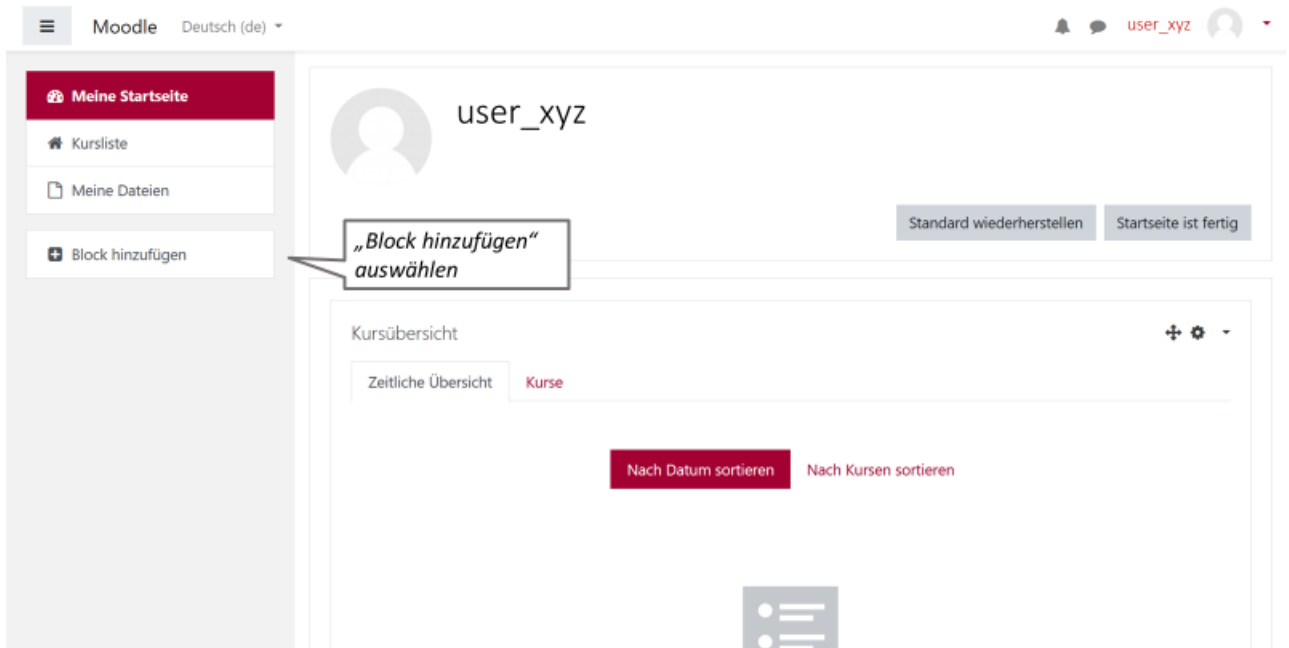 Moodle Deutsch (de) user_xyz
Meine Startseite
Kursliste
Meine Dateien
Block hinzufügen
user_xyz
Standard wiederherstellen Startseite ist fertig
„Block hinzufügen“
auswählen
Kursübersicht
Zeitliche Übersicht Kurse
Nach Datum sortieren Nach Kursen sortieren